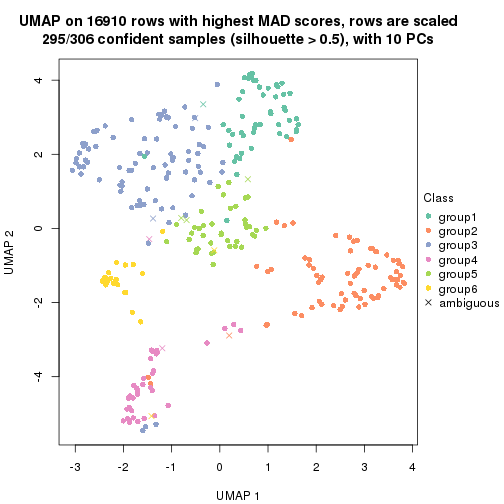 UMAP on 16910 rows with highest MAD scores, rows are scaled
295/306 confident samples (silhouette > 0.5), with 10 PCs
4
2
0
-2
-4
UMAP 2
-3 -2 -1 0 1 2 3 4
UMAP 1
Class
group1
group2
group3
group4
group5
group6
ambiguous